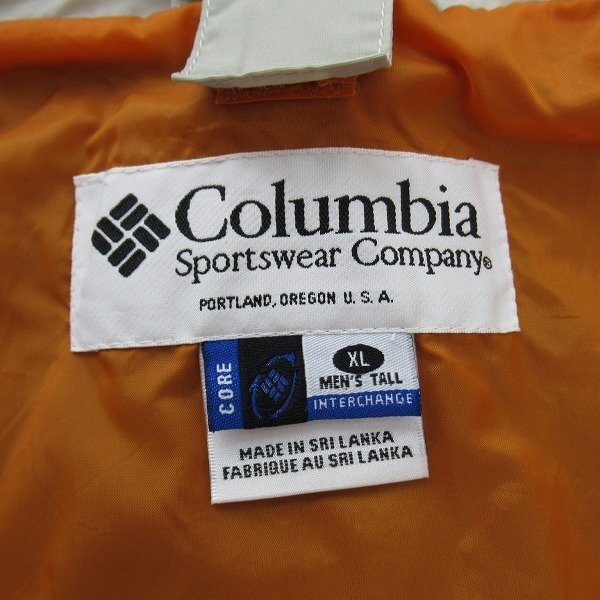 Columbia
Sportswear Company®
PORTLAND, OREGON U. S. A.
CORE
XL
MEN'S TALL
INTERCHANGE
MADE IN SRI LANKA
FABRIQUE AU SRI LANKA